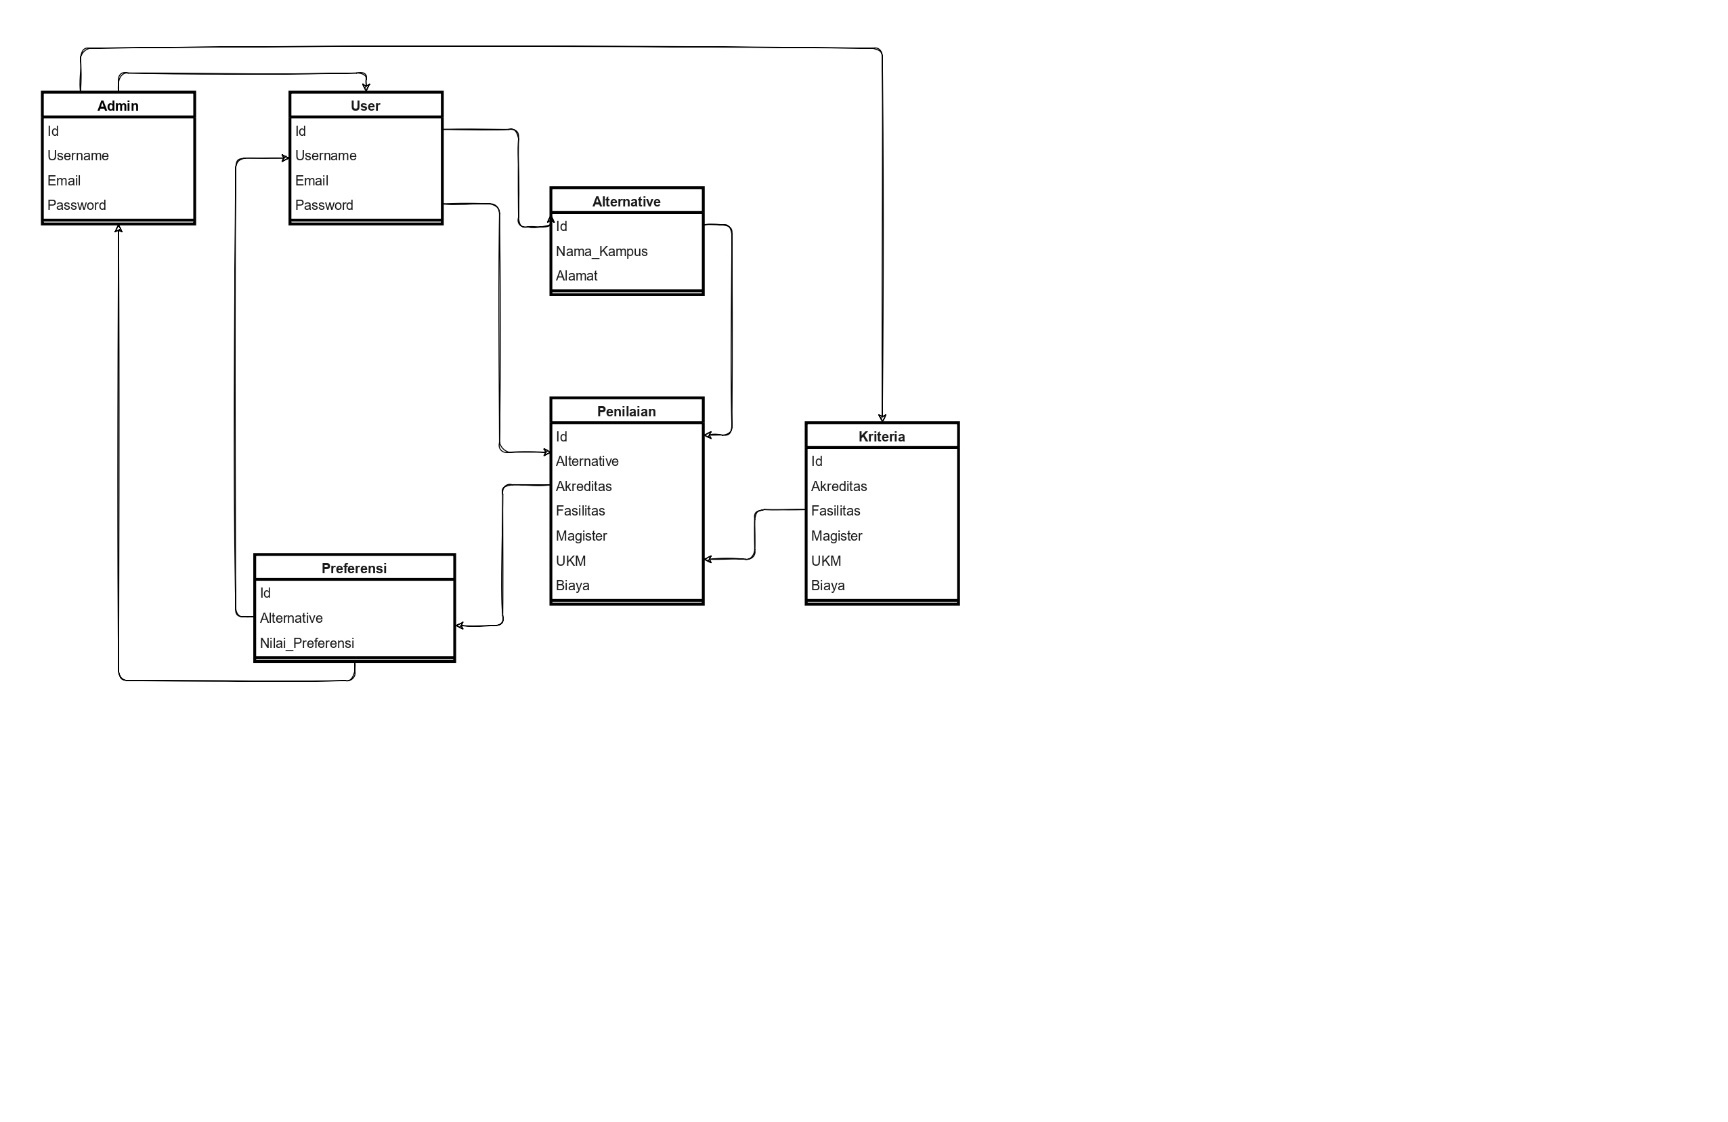 Admin
Id
Username
Email
Password
User
Id
Username
Email
Password
Alternative
Id
Nama_Kampus
Alamat
Penilaian
Id
Alternative
Akreditas
Fasilitas
Magister
UKM
Biaya
Kriteria
Id
Akreditas
Fasilitas
Magister
UKM
Biaya
Preferensi
Id
Alternative
Nilai_Preferensi